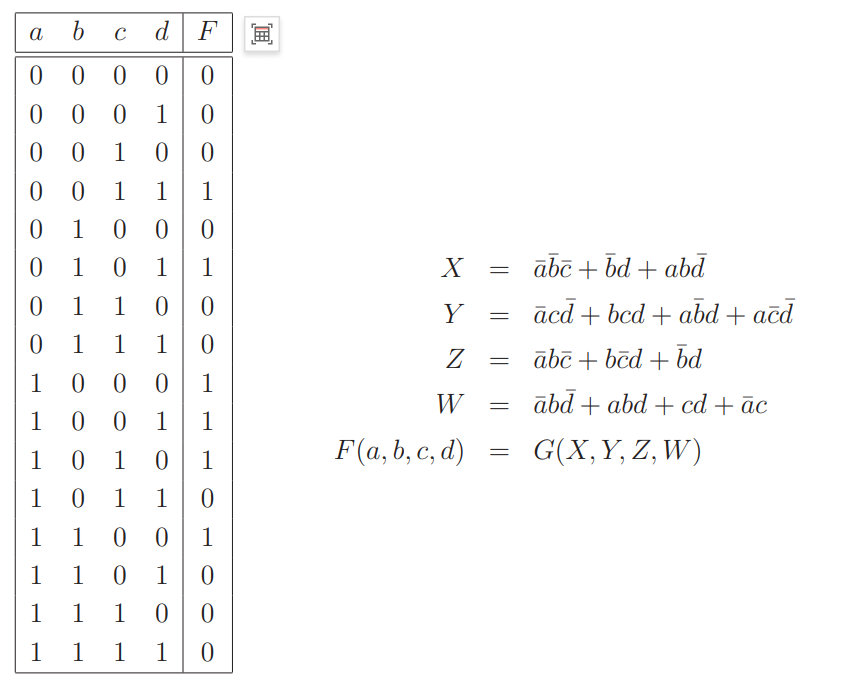 a b c d F
0 0 0 0 0
0 0 0 1 0
0 0 1 0 0
0 0 1 1 1
0 1 0 0 0
0 1 0 1 1
0 1 1 0 0
0 1 1 1 0
1 0 0 0 1
1 0 0 1 1
1 0 1 0 1
1 0 1 1 0
1 1 0 0 1
1 1 0 1 0
1 1 1 0 0
1 1 1 1 0
X = āb̄c̄ + b̄d + abd̄
Y = ācd̄ + bcd + ab̄d + ac̄d̄
Z = ābc̄ + bc̄d + b̄d
W = ābd̄ + abd + cd + āc
F(a, b, c, d) = G(X, Y, Z, W)